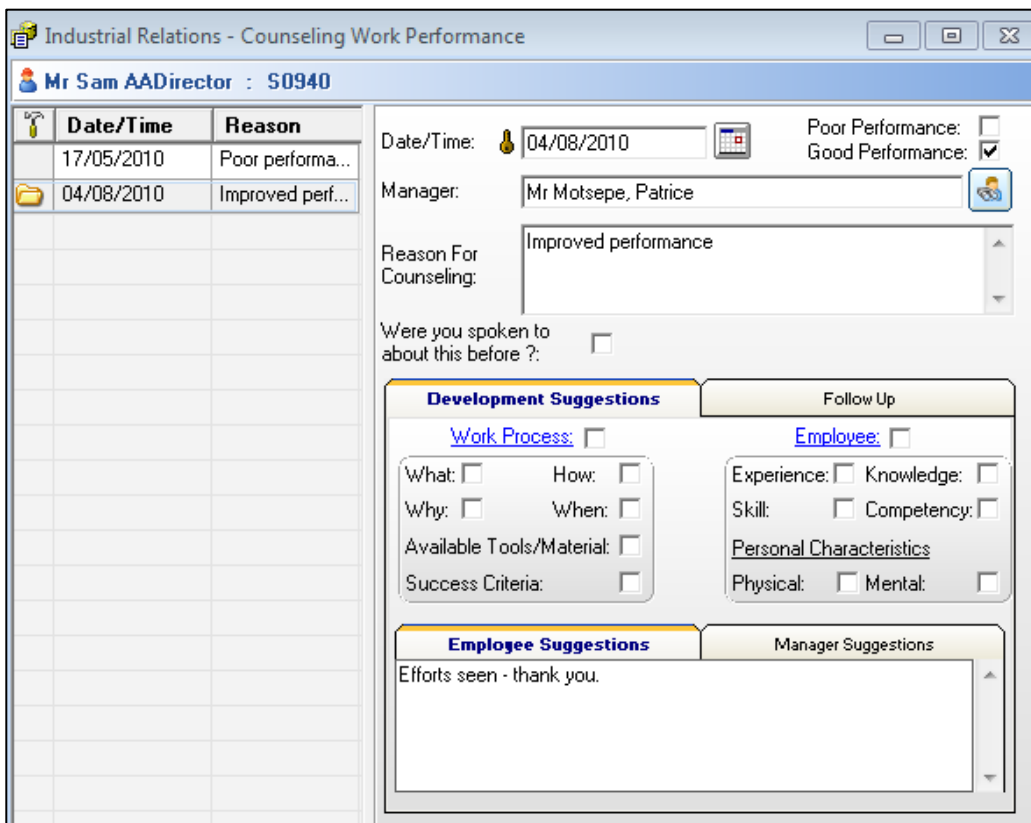 Industrial Relations - Counseling Work Performance
Mr Sam AADirector : S0940
Date/Time Reason
17/05/2010 Poor performa...
04/08/2010 Improved perf...
Date/Time: 04/08/2010
Poor Performance:
Good Performance:
Manager: Mr Motsepe, Patrice
Reason For
Counseling:
Improved performance
Were you spoken to
about this before ?:
Development Suggestions Follow Up
Work Process: Employee:
What: How: Experience: Knowledge:
Why: When: Skill: Competency:
Available Tools/Material: Personal Characteristics
Success Criteria: Physical: Mental:
Employee Suggestions Manager Suggestions
Efforts seen - thank you.